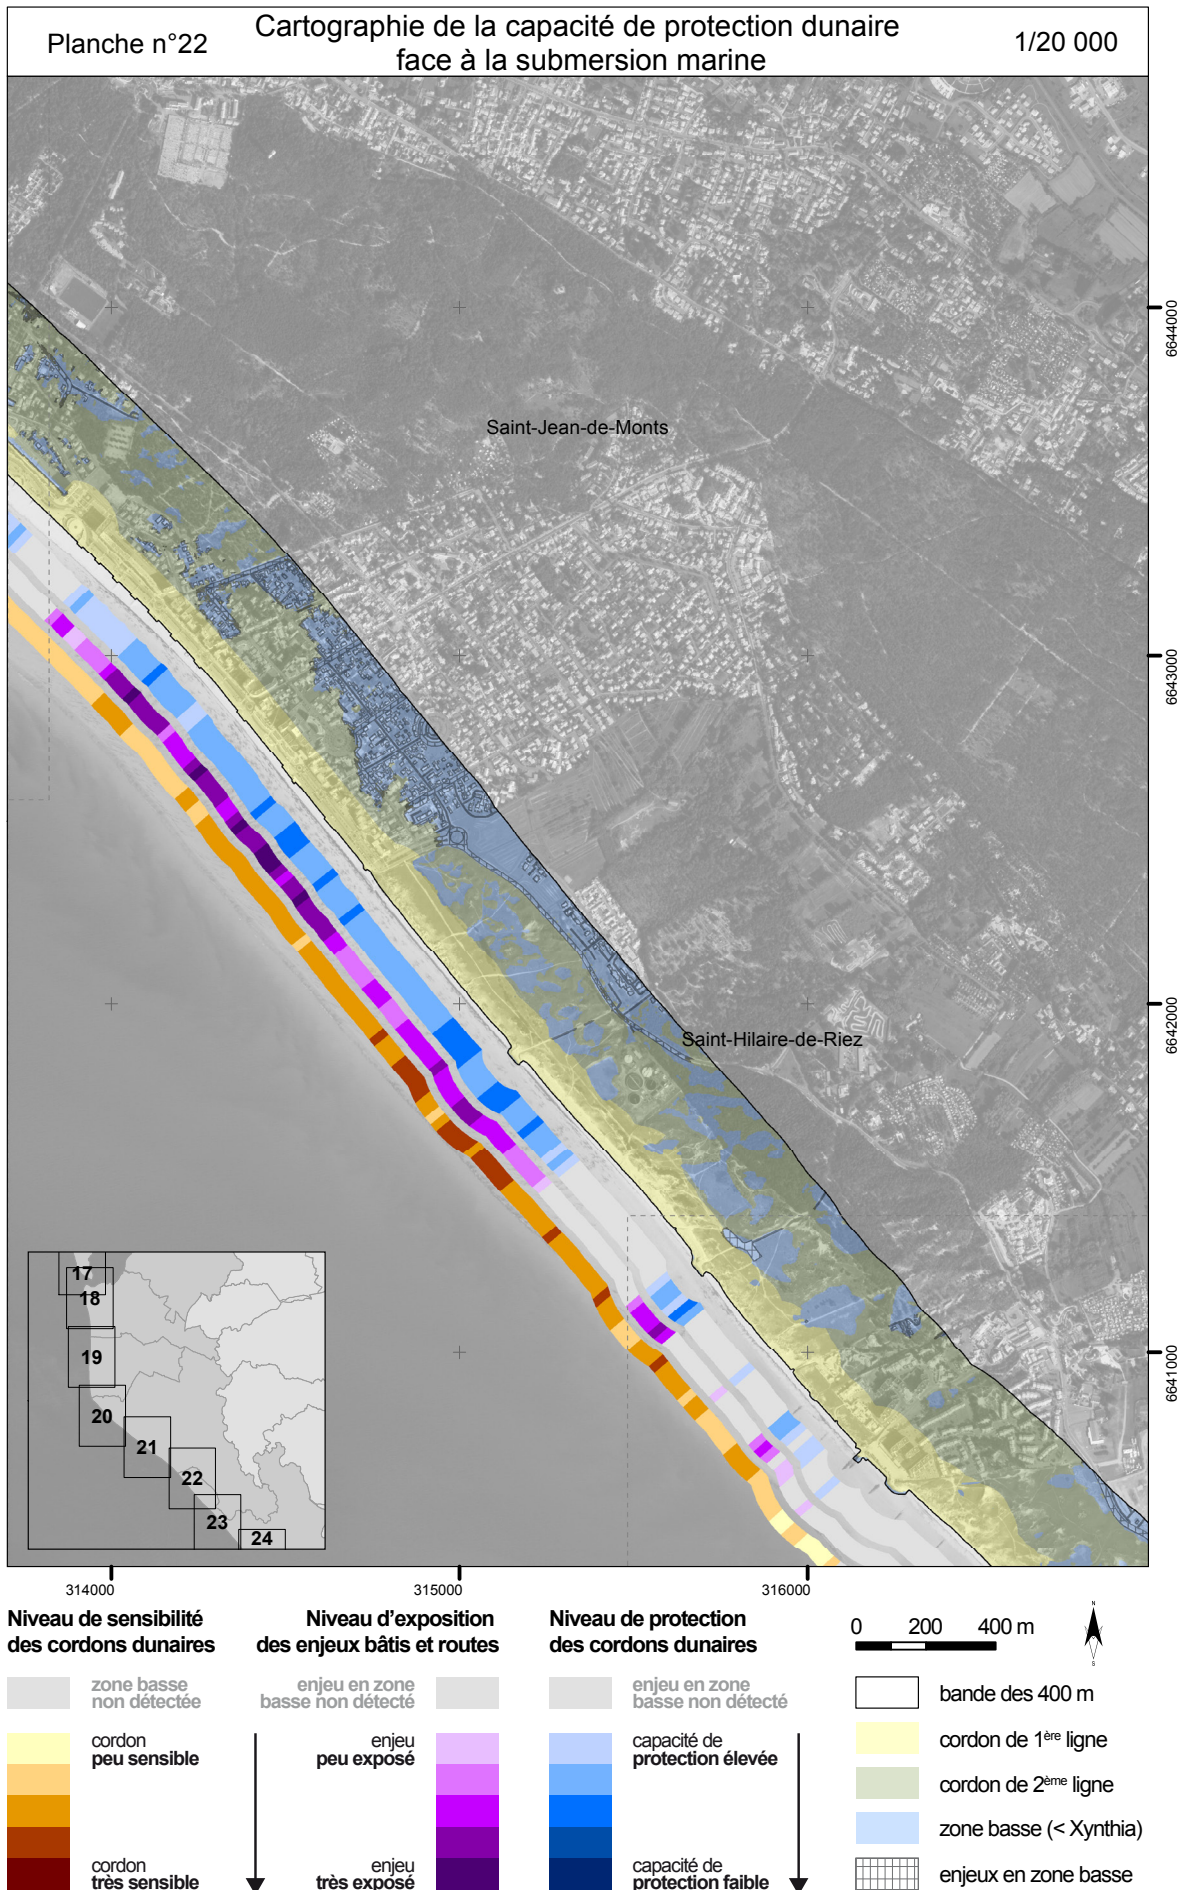 Planche n°22
Cartographie de la capacité de protection dunaire
face à la submersion marine
1/20 000
6644000
Saint-Jean-de-Monts
6643000
6642000
Saint-Hilaire-de-Riez
6641000
17
18
19
20
21
22
23
24
314000
315000
316000
Niveau de sensibilité
des cordons dunaires
zone basse
non détectée
cordon
peu sensible
cordon
très sensible
Niveau d'exposition
des enjeux bâtis et routes
enjeu en zone
basse non détecté
enjeu
peu exposé
enjeu
très exposé
Niveau de protection
des cordons dunaires
enjeu en zone
basse non détecté
capacité de
protection élevée
capacité de
protection faible
0 200 400 m
N
S
bande des 400 m
cordon de 1ère ligne
cordon de 2ème ligne
zone basse (< Xynthia)
enjeux en zone basse